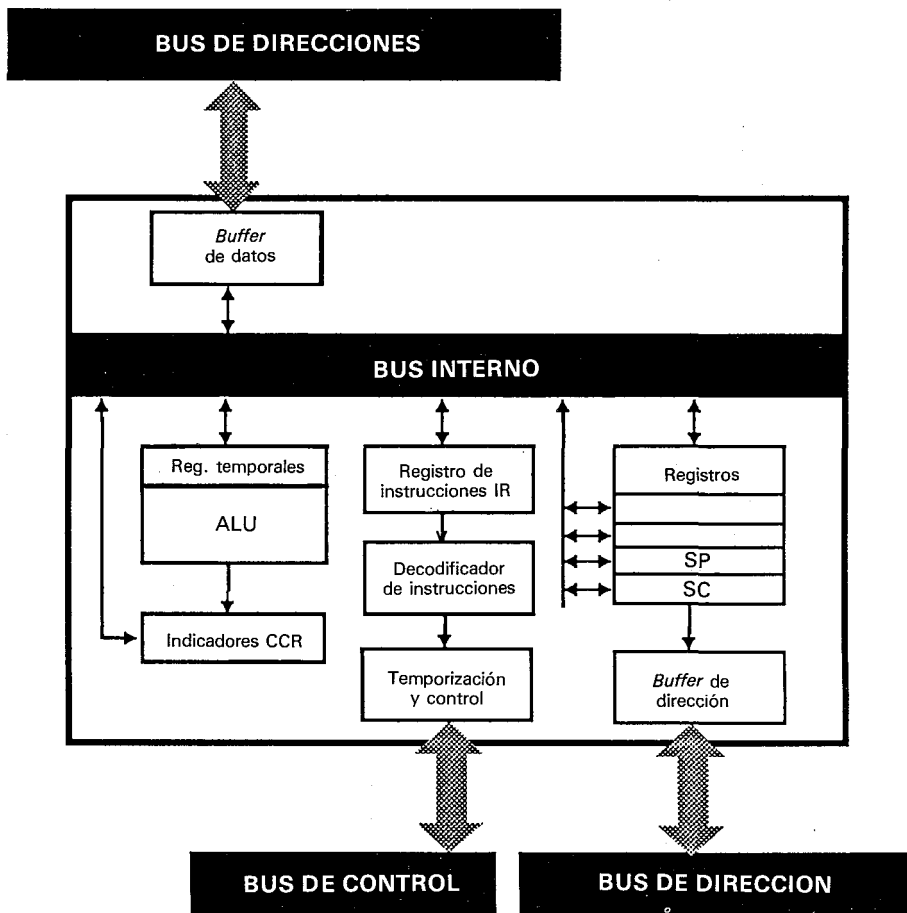 BUS DE DIRECCIONES
Buffer
de datos
BUS INTERNO
Reg. temporales
ALU
Indicadores CCR
Registro de
instrucciones IR
Decodificador
de instrucciones
Temporización
y control
Registros
SP
SC
Buffer de
dirección
BUS DE CONTROL
BUS DE DIRECCION